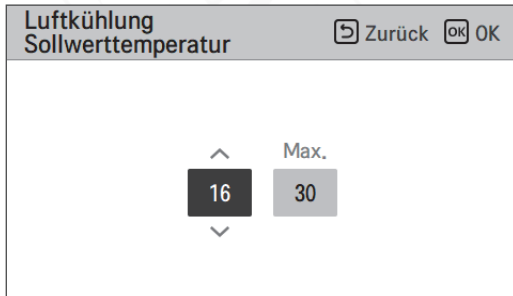 Luftkühlung
Sollwerttemperatur
Zurück OK OK
Max.
16 30